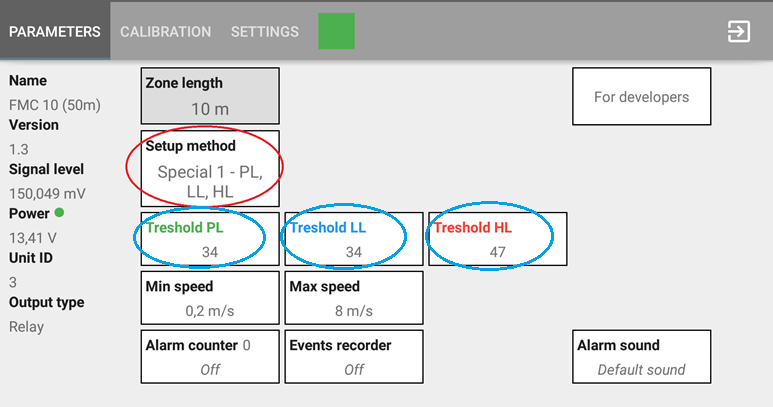 PARAMETERS CALIBRATION SETTINGS
Name
FMC 10 (50m)
Version
1.3
Signal level
150,049 mV
Power
13,41 V
Unit ID
3
Output type
Relay
Zone length
10 m
For developers
Setup method
Special 1 - PL,
LL, HL
Treshold PL
34
Treshold LL
34
Treshold HL
47
Min speed
0,2 m/s
Max speed
8 m/s
Alarm counter 0
Off
Events recorder
Off
Alarm sound
Default sound